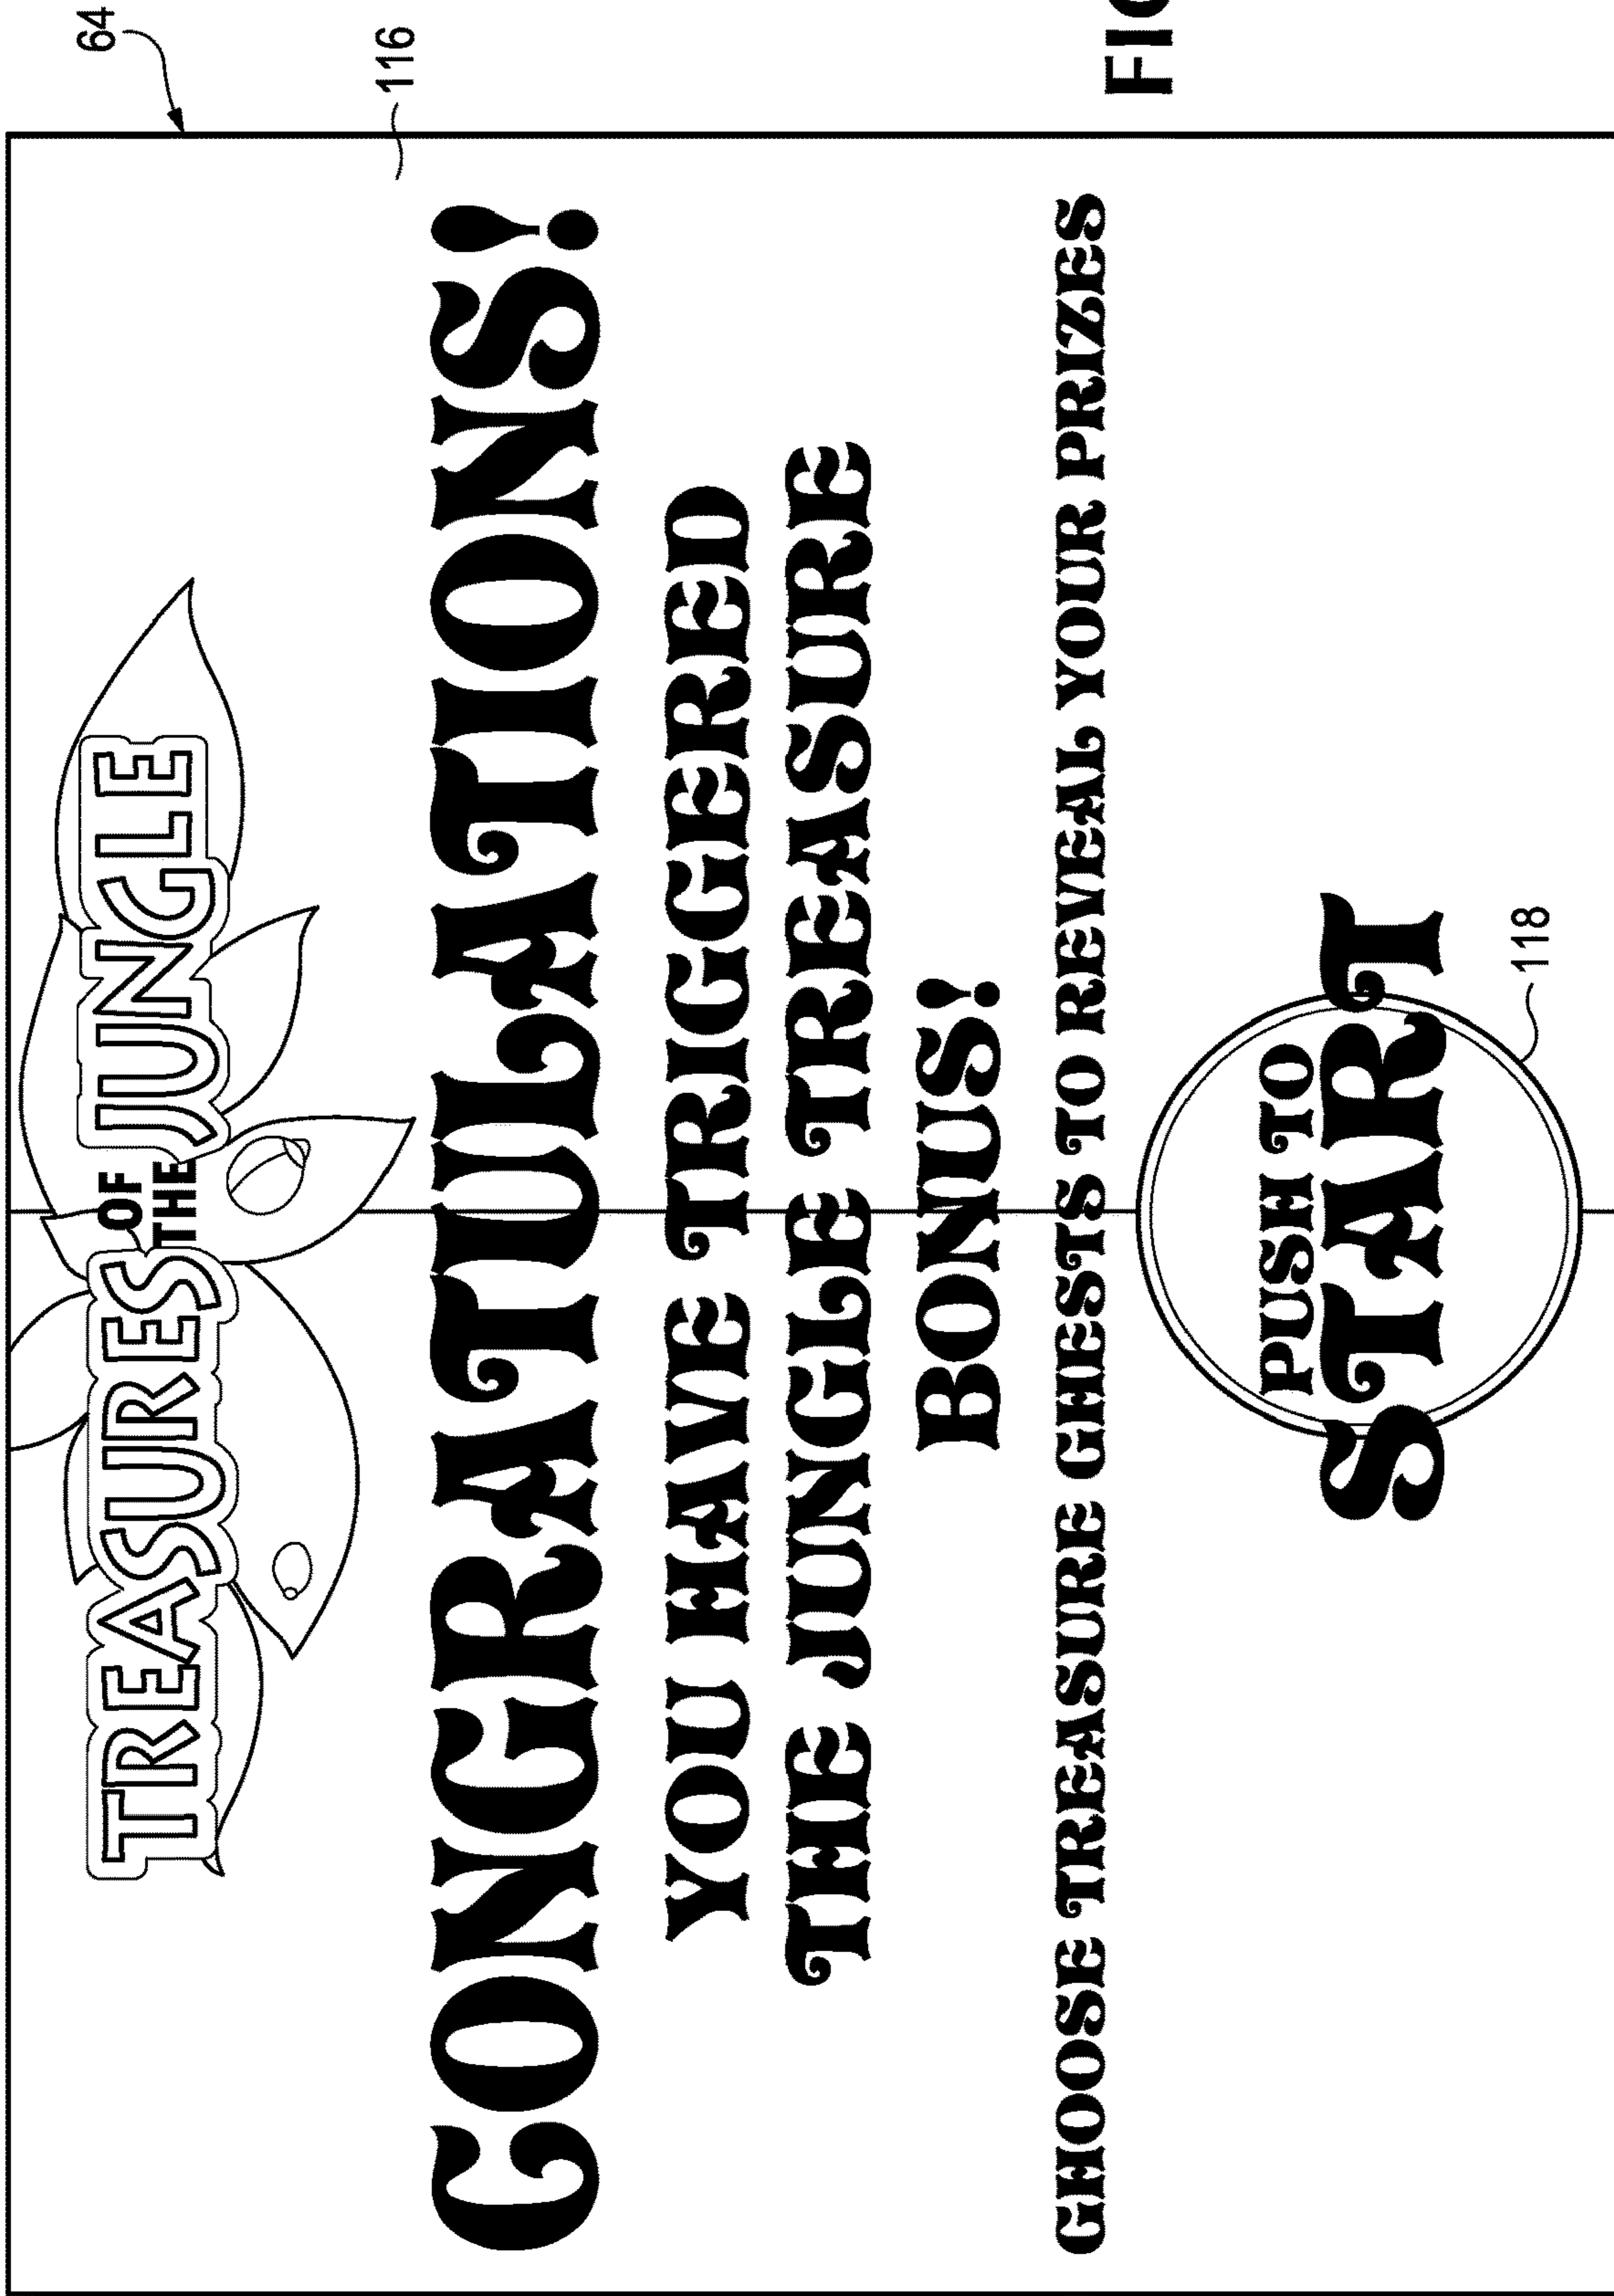 64
116
TREASURES OF THE JUNGLE
CONGRATULATIONS!
YOU HAVE TRIGGERED
THE JUNGLE TREASURE
BONUS!
CHOOSE TREASURE CHESTS TO REVEAL YOUR PRIZES
PUSH TO
START
118